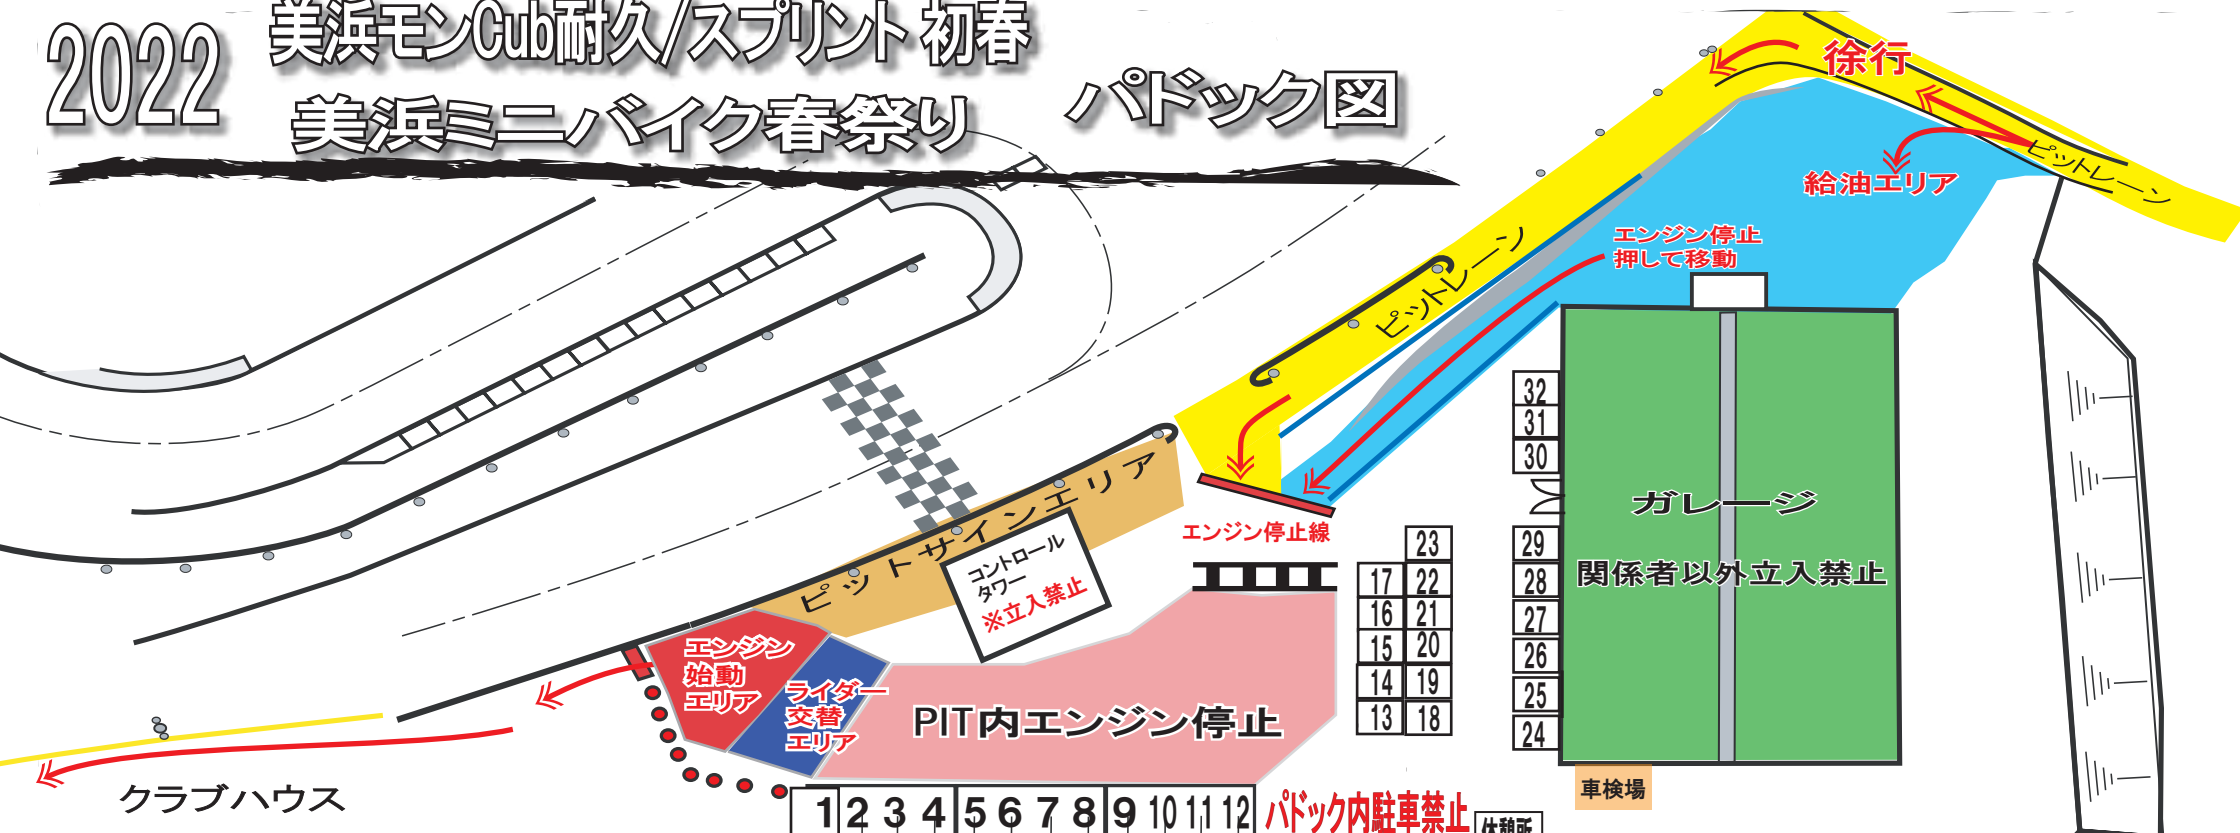 2022
美浜モンCub耐久/スプリント 初春
美浜ミニバイク春祭り
パドック図
徐行
ピットレーン
給油エリア
エンジン停止
押して移動
ピットレーン
32
31
30
ガレージ
関係者以外立入禁止
29
28
27
26
25
24
車検場
エンジン停止線
23
22
21
20
19
18
17
16
15
14
13
ピットサインエリア
コントロール
タワー
※立入禁止
エンジン
始動
エリア
ライダー
交替
エリア
PIT内エンジン停止
クラブハウス
1 2 3 4 5 6 7 8 9 10 11 12
パドック内駐車禁止
休憩所